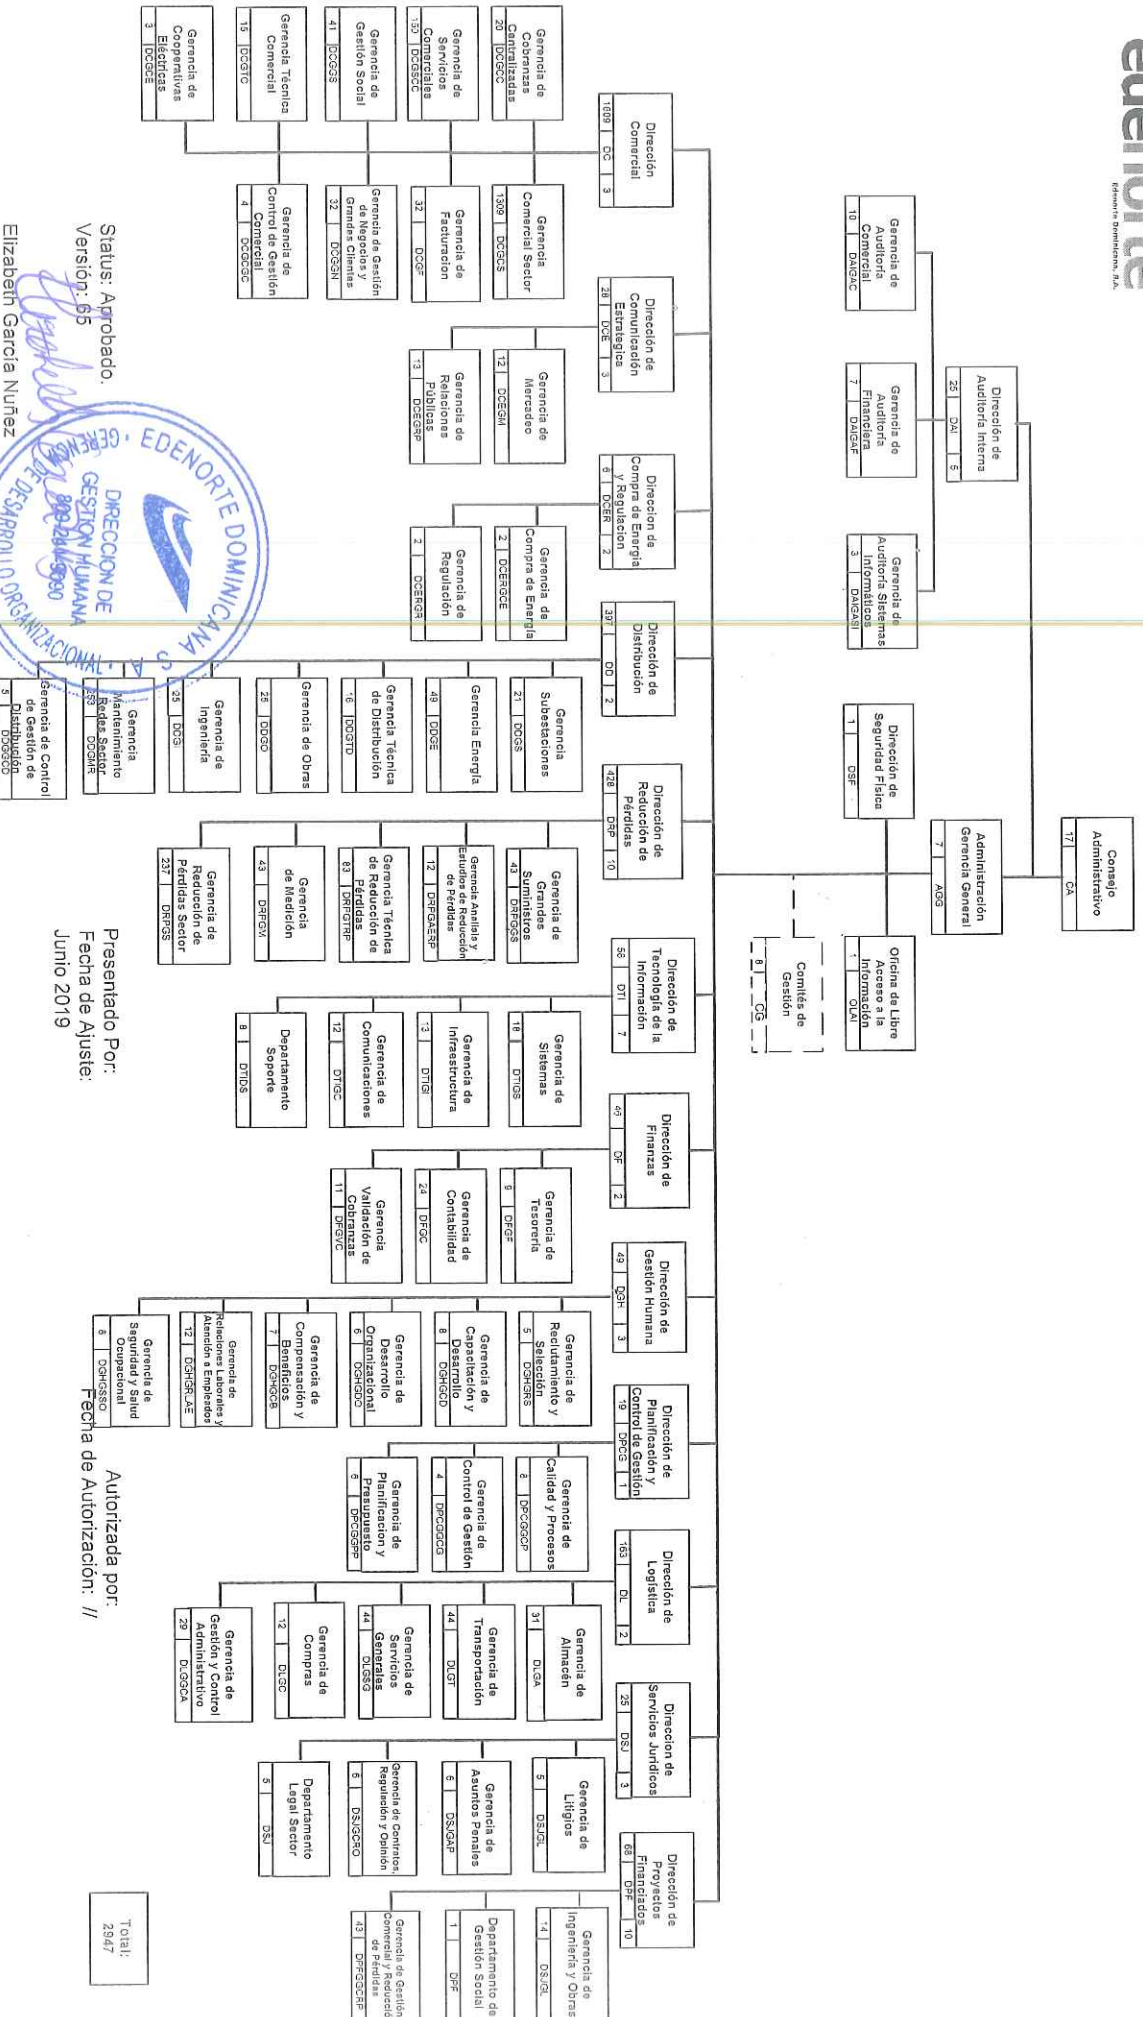 edenorte
Edenorte Dominicana, S.A.
Consejo
Administrativo
17 CA
Administración
Gerencia General
7 AGG
Dirección de
Auditoría Interna
25 DAI 5
Gerencia de
Auditoría
Comercial
10 DAIGAC
Gerencia de
Auditoría
Financiera
7 DAIGAF
Gerencia de
Auditoría Sistemas
Informáticos
3 DAIGASI
Dirección de
Seguridad Física
1 DSF
Oficina de Libre
Acceso a la
Información
1 OLAI
Comités de
Gestión
8 CG
Dirección
Comercial
1609 DC 3
Gerencia de
Cobranzas
Centralizadas
20 DCGCC
Gerencia
Comercial Sector
1309 DCGCS
Gerencia de
Servicios
Comerciales
150 DCGSCC
Gerencia de
Facturacion
32 DCGF
Gerencia de
Gestión Social
41 DCGGS
Gerencia de Gestión
de Negocios y
Grandes Clientes
32 DCGGN
Gerencia Técnica
Comercial
15 DCGTC
Gerencia de
Control de Gestión
Comercial
4 DCGCGC
Gerencia de
Cooperativas
Eléctricas
3 DCGCE
Dirección de
Comunicación
Estrategica
28 DCE 3
Gerencia de
Mercadeo
12 DCEGM
Gerencia de
Relaciones
Públicas
13 DCEGRP
Direccion de
Compra de Energía
y Regulacion
6 DCER 2
Gerencia de
Compra de Energía
2 DCERGCE
Gerencia de
Regulación
2 DCERGR
Dirección de
Distribución
397 DD 2
Gerencia
Subestaciones
21 DDGS
Gerencia Energía
49 DDGE
Gerencia Técnica
de Distribución
16 DDGTD
Gerencia de Obras
25 DDGO
Gerencia de
Ingeniería
25 DDGI
Gerencia
Mantenimiento
Redes Sector
253 DDGMR
Gerencia de Control
de Gestión de
Distribución
5 DDGGCD
Dirección de
Reducción de
Pérdidas
428 DRP 10
Gerencia de
Grandes
Suministros
43 DRPGGS
Gerencia Analisis y
Estudios de Reducción
de Pérdidas
12 DRPGAERP
Gerencia Técnica
de Reducción de
Pérdidas
83 DRPGTRP
Gerencia
de Medición
43 DRPGM
Gerencia de
Reducción de
Pérdidas Sector
237 DRPGS
Dirección de
Tecnología de la
Información
56 DTI 7
Gerencia de
Sistemas
18 DTIGS
Gerencia de
Infraestructura
13 DTIGI
Gerencia de
Comunicaciones
12 DTIGC
Departamento
Soporte
8 DTIDS
Dirección de
Finanzas
46 DF 2
Gerencia de
Tesorería
9 DFGF
Gerencia de
Contabilidad
24 DFGC
Gerencia
Validación de
Cobranzas
11 DFGVC
Dirección de
Gestión Humana
49 DGH 3
Gerencia de
Reclutamiento y
Selección
5 DGHGRS
Gerencia de
Capacitación y
Desarrollo
8 DGHGCD
Gerencia de
Desarrollo
Organizacional
6 DGHGDO
Gerencia de
Compensación y
Beneficios
7 DGHGCB
Gerencia de
Relaciones Laborales y
Atención a Empleados
12 DGHGRLAE
Gerencia de
Seguridad y Salud
Ocupacional
8 DGHGSSO
Dirección de
Planificación y
Control de Gestión
19 DPCG 1
Gerencia de
Calidad y Procesos
8 DPCGGCP
Gerencia de
Control de Gestión
4 DPCGGCG
Gerencia de
Planificacion y
Presupuesto
6 DPCGGPP
Dirección de
Logística
163 DL 2
Gerencia de
Almacén
31 DLGA
Gerencia de
Transportación
44 DLGT
Gerencia de
Servicios
Generales
44 DLGSG
Gerencia de
Compras
12 DLGC
Gerencia de
Gestión y Control
Administrativo
29 DLGGCA
Direccion de
Servicios Juridicos
25 DSJ 3
Gerencia de
Litigios
5 DSJGL
Gerencia de
Asuntos Penales
6 DSJGAP
Gerencia de Contratos,
Regulación y Opinión
6 DSJGCRO
Departamento
Legal Sector
5 DSJ
Dirección de
Proyectos
Financiados
68 DPF 10
Gerencia de
Ingeniería y Obras
14 DSJGL
Departamento de
Gestión Social
1 DPF
Gerencia de Gestión
Comercial y Reducció
de Pérdidas
43 DPFGGCRP
Total:
2947
Status: Aprobado.
Versión: 65
Elizabeth García Nuñez
EDENORTE DOMINICANA S A
DIRECCION DE
GESTION HUMANA
DE DESARROLLO ORGANIZACIONAL
Presentado Por:
Fecha de Ajuste:
Junio 2019
Autorizada por:
Fecha de Autorización: //